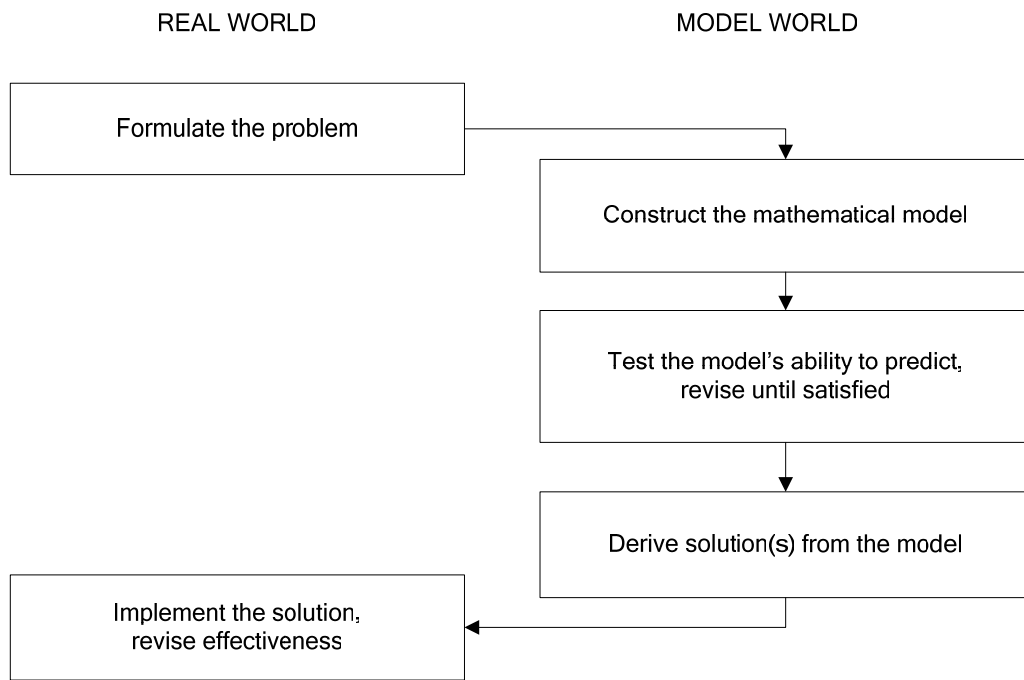 REAL WORLD
MODEL WORLD
Formulate the problem
Construct the mathematical model
Test the model's ability to predict,
revise until satisfied
Derive solution(s) from the model
Implement the solution,
revise effectiveness